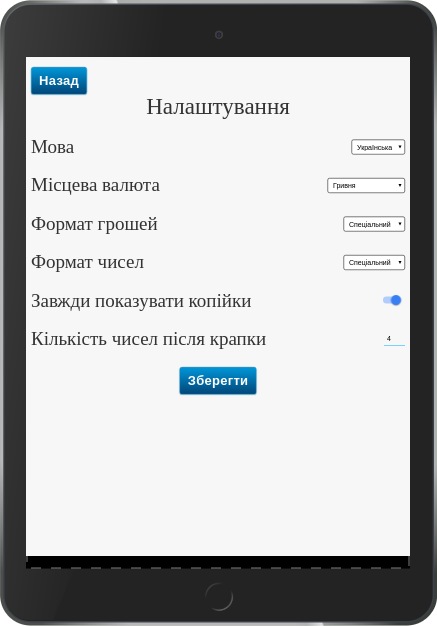 Назад
Налаштування
Мова Українська
Місцева валюта Гривня
Формат грошей Спеціальний
Формат чисел Спеціальний
Завжди показувати копійки
Кількість чисел після крапки 4
Зберегти